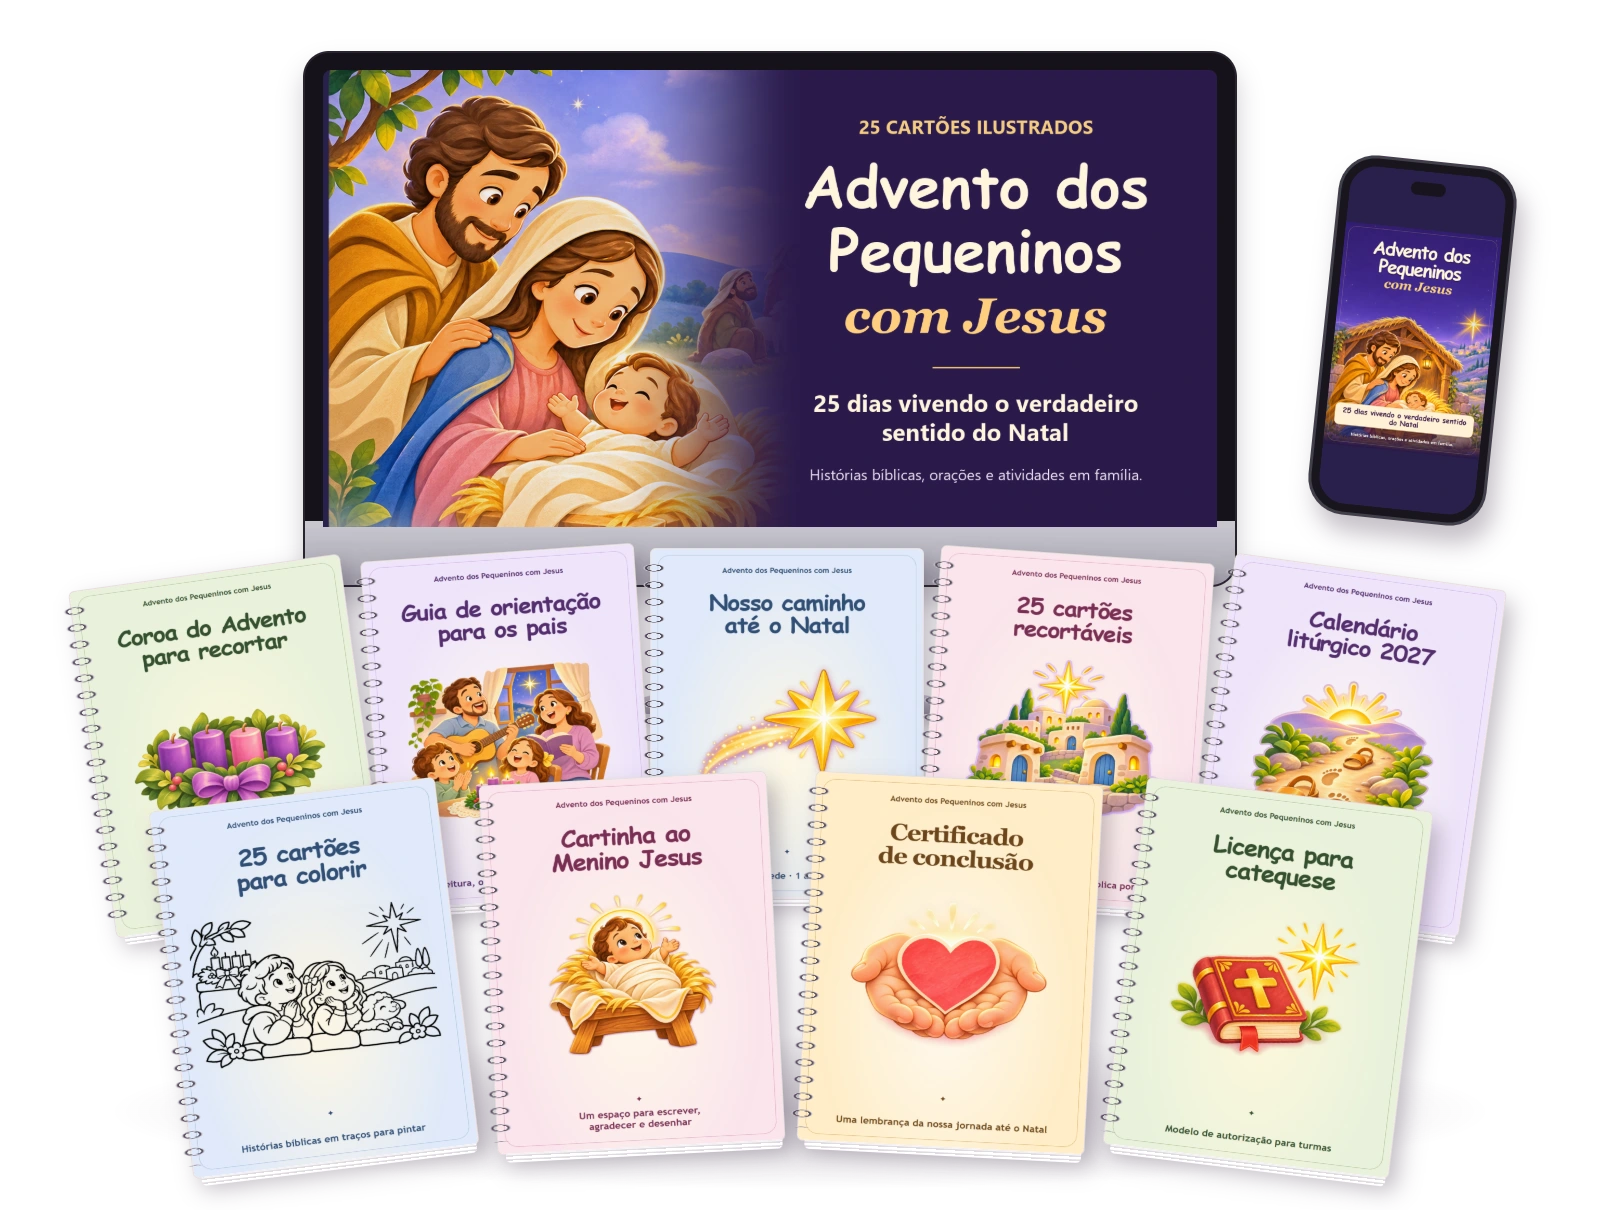 25 CARTÕES ILUSTRADOS
Advento dos
Pequeninos
com Jesus
25 dias vivendo o verdadeiro
sentido do Natal
Histórias bíblicas, orações e atividades em família.
Advento dos
Pequeninos
com Jesus
25 dias vivendo o verdadeiro sentido
do Natal
Histórias bíblicas, orações e atividades em família.
Advento dos Pequeninos com Jesus
Coroa do Advento
para recortar
Advento dos Pequeninos com Jesus
Guia de orientação
para os pais
Advento dos Pequeninos com Jesus
Nosso caminho
até o Natal
Advento dos Pequeninos com Jesus
25 cartões
recortáveis
Advento dos Pequeninos com Jesus
Calendário
litúrgico 2027
Advento dos Pequeninos com Jesus
25 cartões
para colorir
Histórias bíblicas em traços para pintar
Advento dos Pequeninos com Jesus
Cartinha ao
Menino Jesus
Um espaço para escrever,
agradecer e desenhar
Advento dos Pequeninos com Jesus
Certificado
de conclusão
Uma lembrança da nossa jornada até o Natal
Advento dos Pequeninos com Jesus
Licença para
catequese
Modelo de autorização para turmas